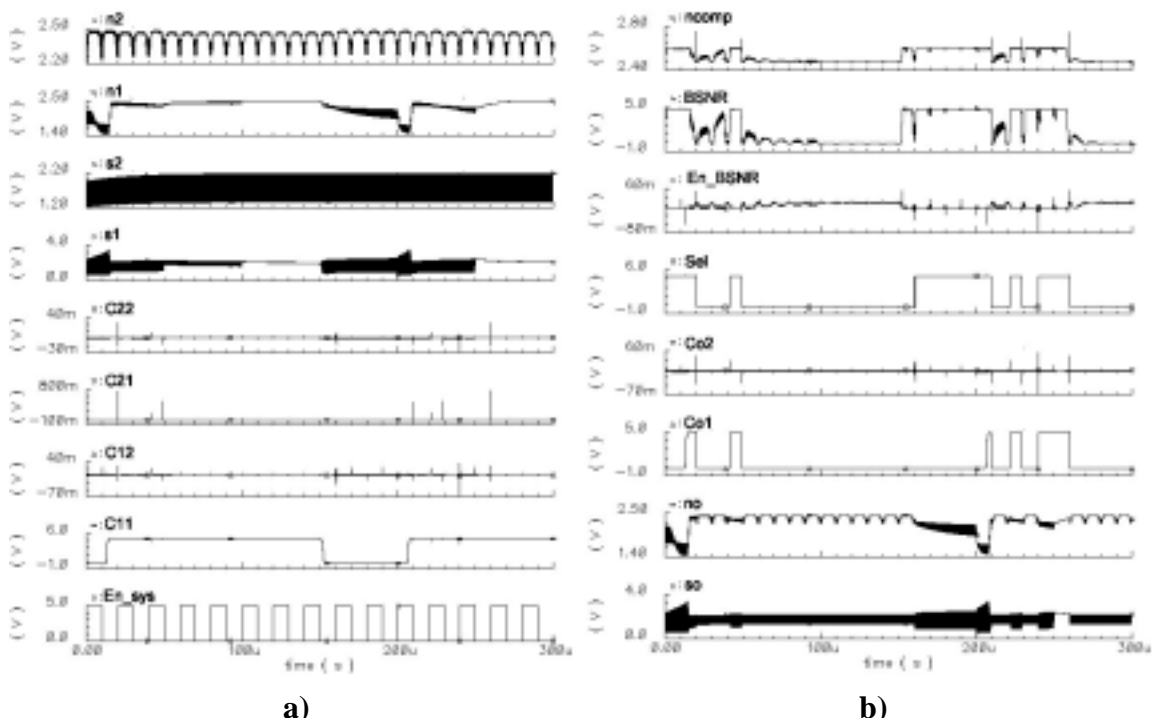 2.50 n2
(V)
2.20
2.50 n1
(V)
1.40
2.20 s2
(V)
1.20
4.0 s1
(V)
0.0
40m C22
(V)
-30m
800m C21
(V)
-100m
40m C12
(V)
-70m
6.0 C11
(V)
-1.0
5.0 En_sys
(V)
0.0
0.00 100u 200u 300u
time ( s )
a)
2.80 ncomp
(V)
2.40
5.0 BSNR
(V)
-1.0
60m En_BSNR
(V)
-80m
6.0 Sel
(V)
-1.0
60m Co2
(V)
-70m
5.0 Co1
(V)
-1.0
2.50 no
(V)
1.40
4.0 so
(V)
0.0
0.00 100u 200u 300u
time ( s )
b)